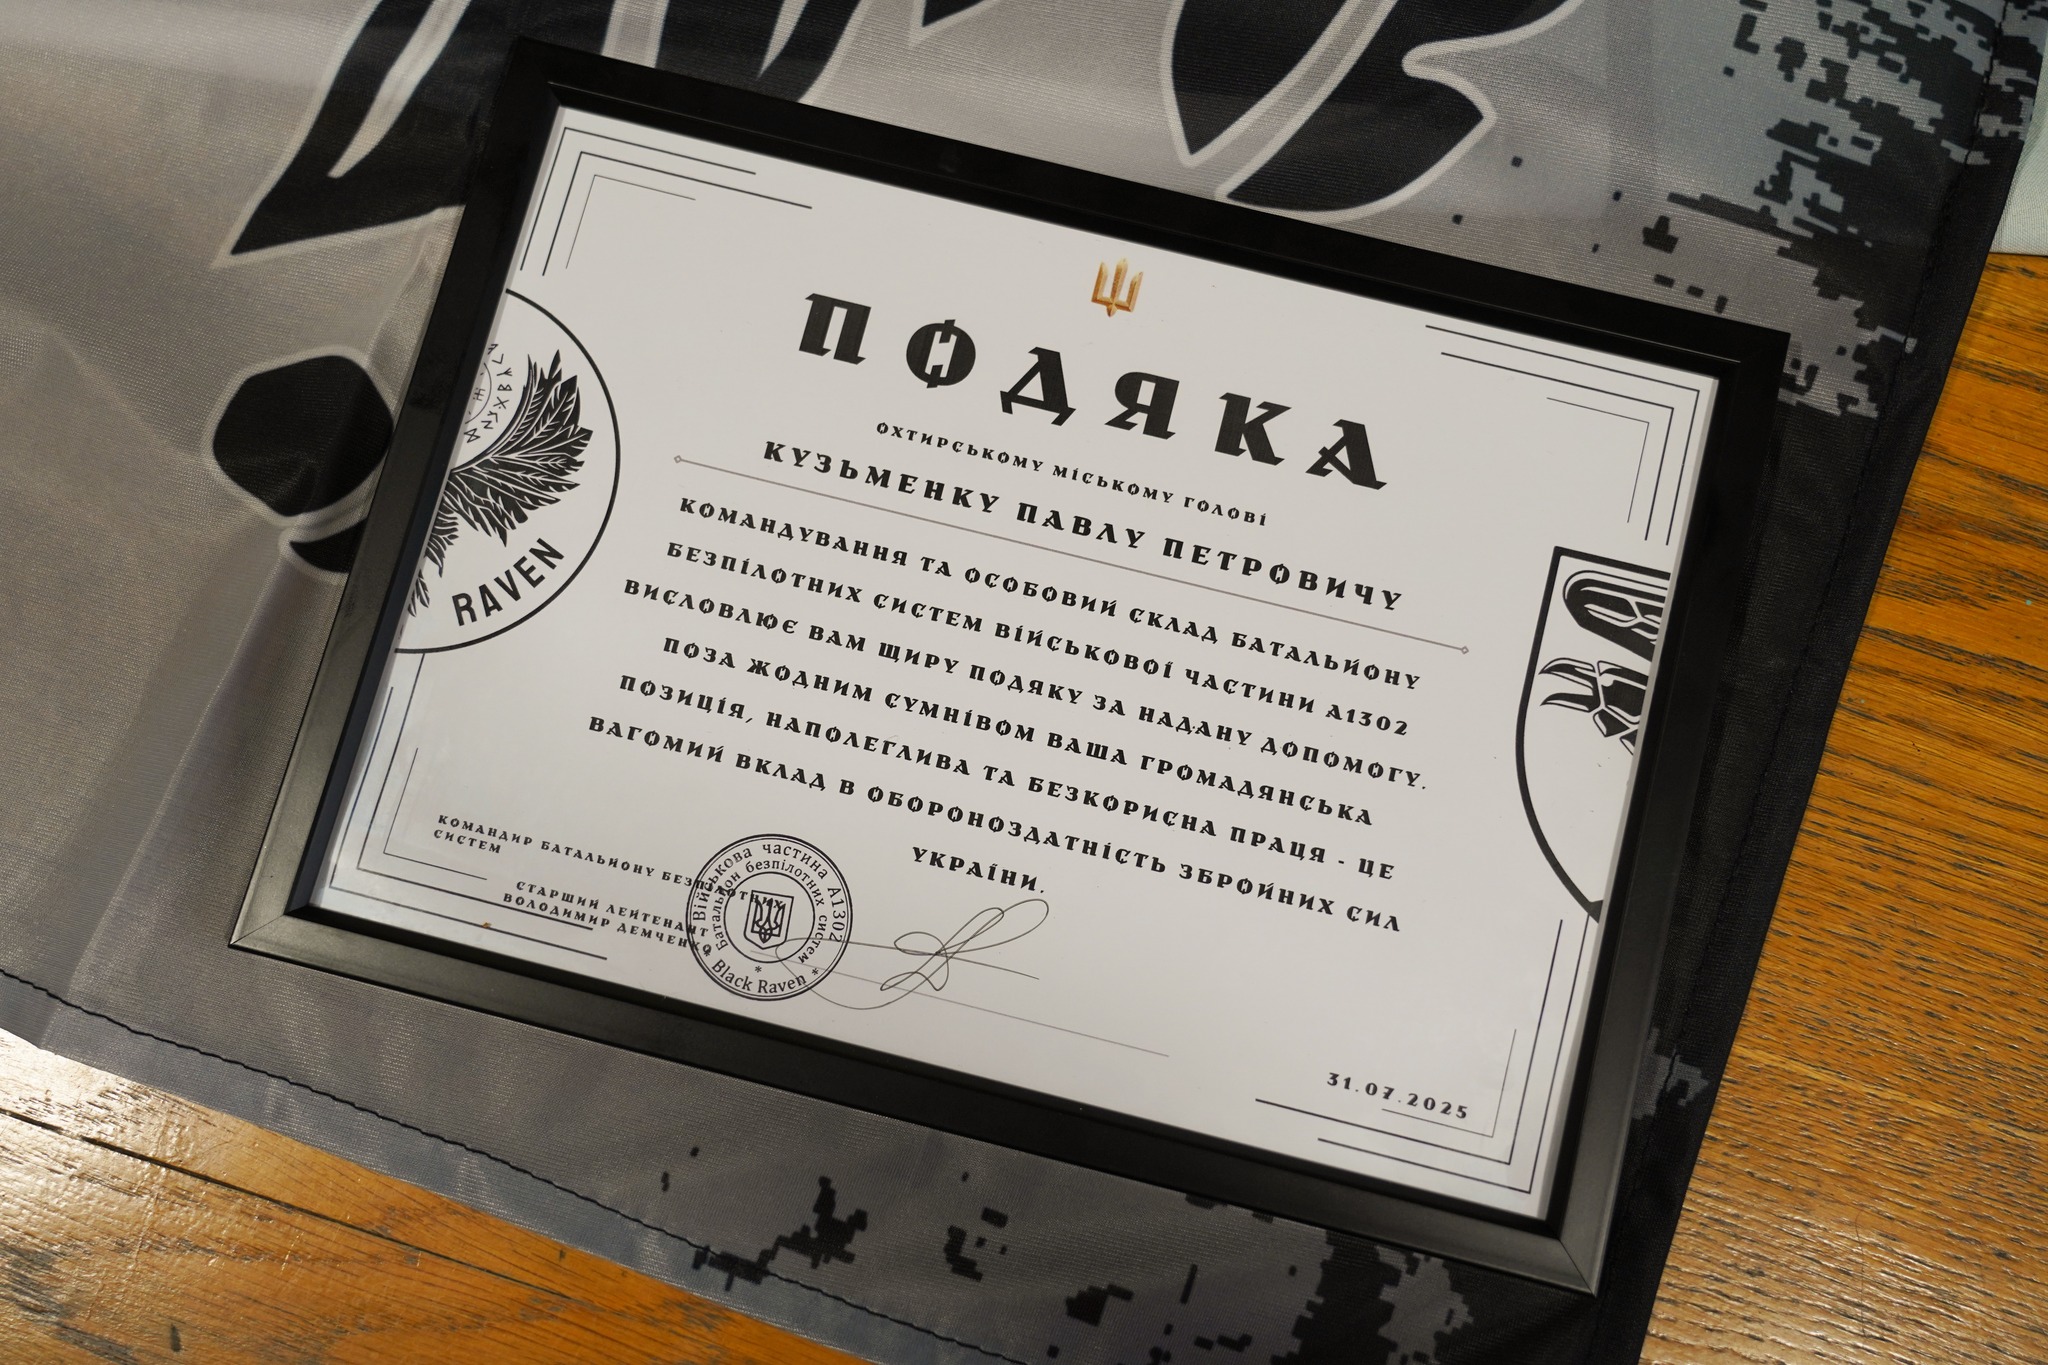 ПОДЯКА
ОХТИРСЬКОМУ МІСЬКОМУ ГОЛОВІ
КУЗЬМЕНКУ ПАВЛУ ПЕТРОВИЧУ
КОМАНДУВАННЯ ТА ОСОБОВИЙ СКЛАД БАТАЛЬЙОНУ
БЕЗПІЛОТНИХ СИСТЕМ ВІЙСЬКОВОЇ ЧАСТИНИ А1302
ВИСЛОВЛЮЄ ВАМ ЩИРУ ПОДЯКУ ЗА НАДАНУ ДОПОМОГУ.
ПОЗА ЖОДНИМ СУМНІВОМ ВАША ГРОМАДЯНСЬКА
ПОЗИЦІЯ, НАПОЛЕГЛИВА ТА БЕЗКОРИСНА ПРАЦЯ - ЦЕ
ВАГОМИЙ ВКЛАД В ОБОРОНОЗДАТНІСТЬ ЗБРОЙНИХ СИЛ
УКРАЇНИ.
RAVEN
КОМАНДИР БАТАЛЬЙОНУ БЕЗПІЛОТНИХ
СИСТЕМ
СТАРШИЙ ЛЕЙТЕНАНТ
ВОЛОДИМИР ДЕМЧЕНКО
Військова частина А1302
Батальйон безпілотних систем
* Black Raven *
31.07.2025